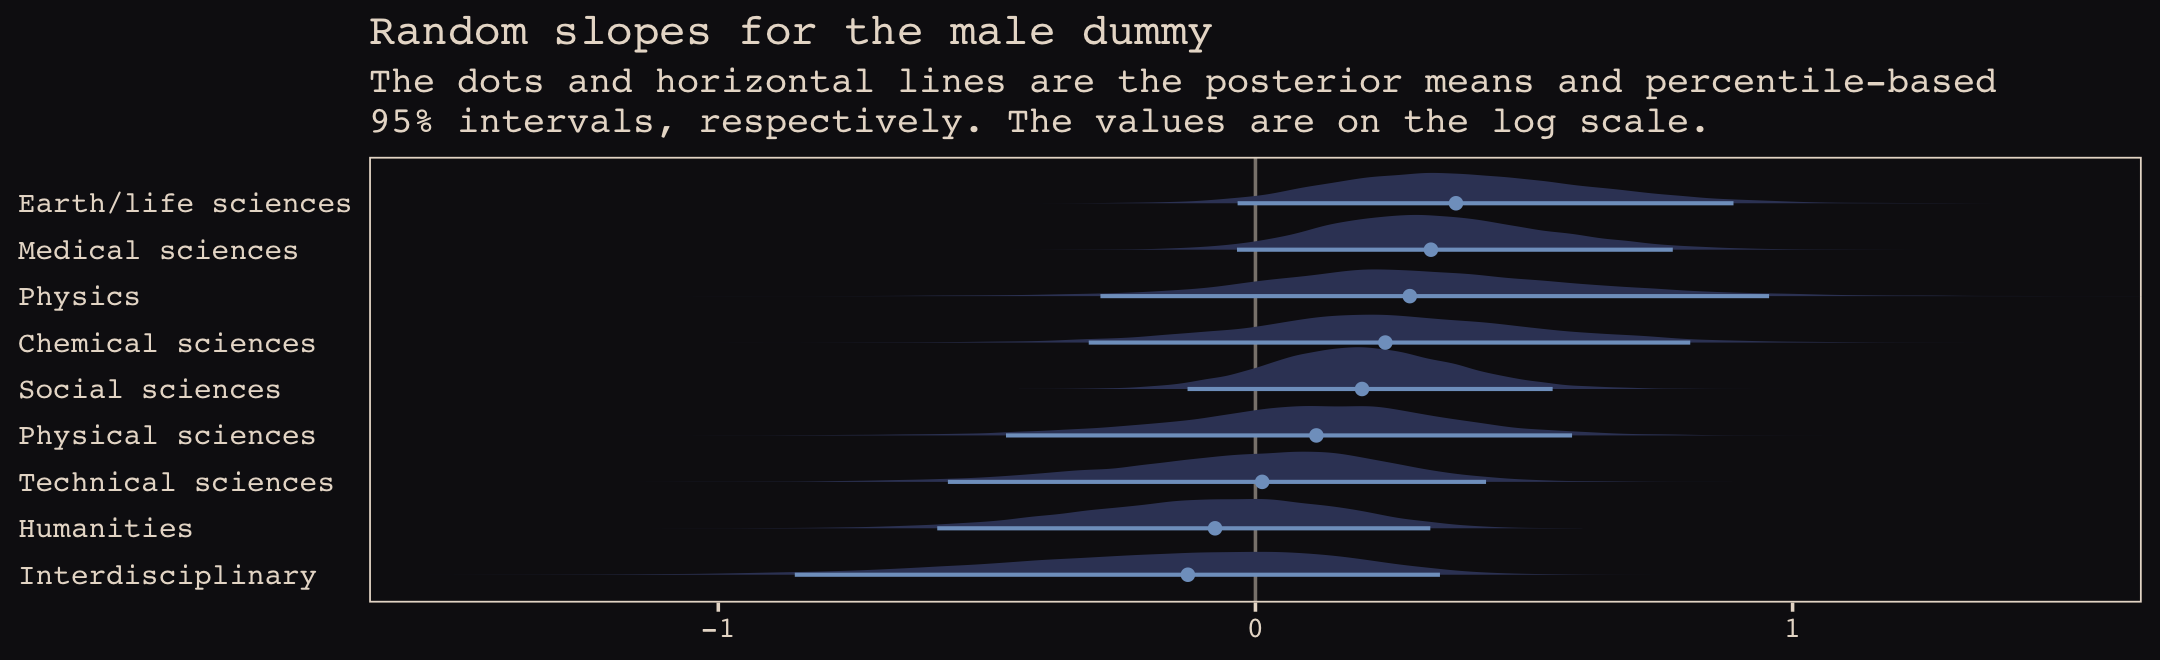 Random slopes for the male dummy
The dots and horizontal lines are the posterior means and percentile-based
95% intervals, respectively. The values are on the log scale.
Earth/life sciences
Medical sciences
Physics
Chemical sciences
Social sciences
Physical sciences
Technical sciences
Humanities
Interdisciplinary
-1 0 1